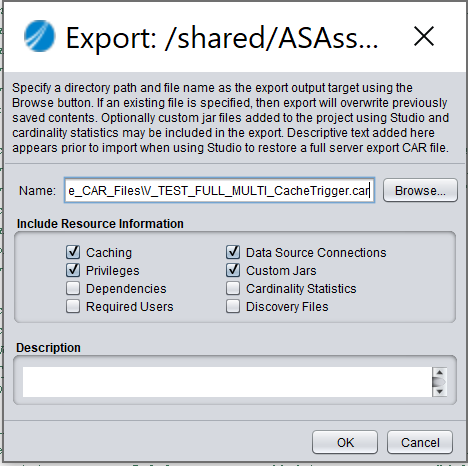 Export: /shared/ASAss...
Specify a directory path and file name as the export output target using the
Browse button. If an existing file is specified, then export will overwrite previously
saved contents. Optionally custom jar files added to the project using Studio and
cardinality statistics may be included in the export. Descriptive text added here
appears prior to import when using Studio to restore a full server export CAR file.
Name: e_CAR_Files\V_TEST_FULL_MULTI_CacheTrigger.car Browse...
Include Resource Information
Caching Data Source Connections
Privileges Custom Jars
Dependencies Cardinality Statistics
Required Users Discovery Files
Description
OK Cancel